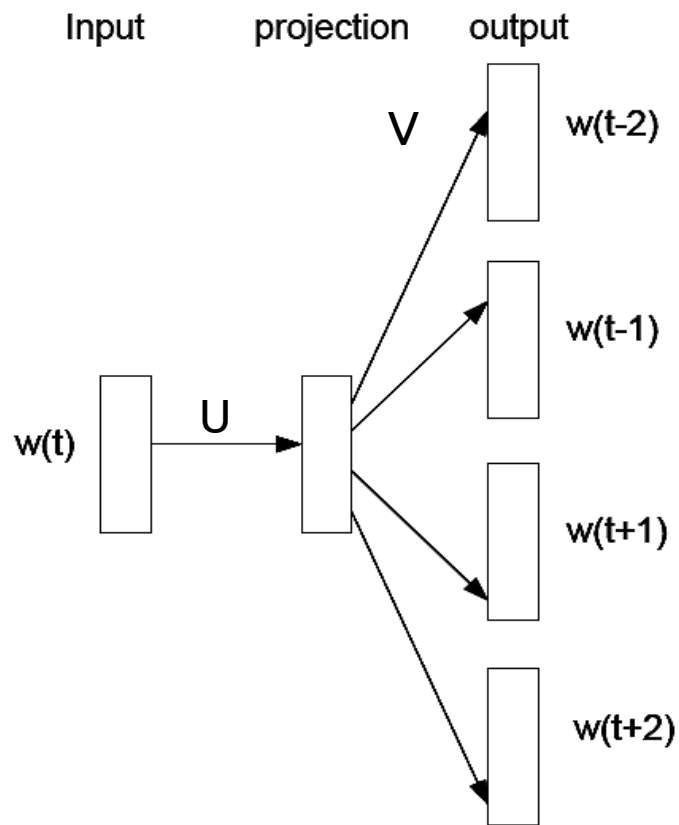 Input projection output
V
w(t-2)
w(t-1)
U
w(t)
w(t+1)
w(t+2)